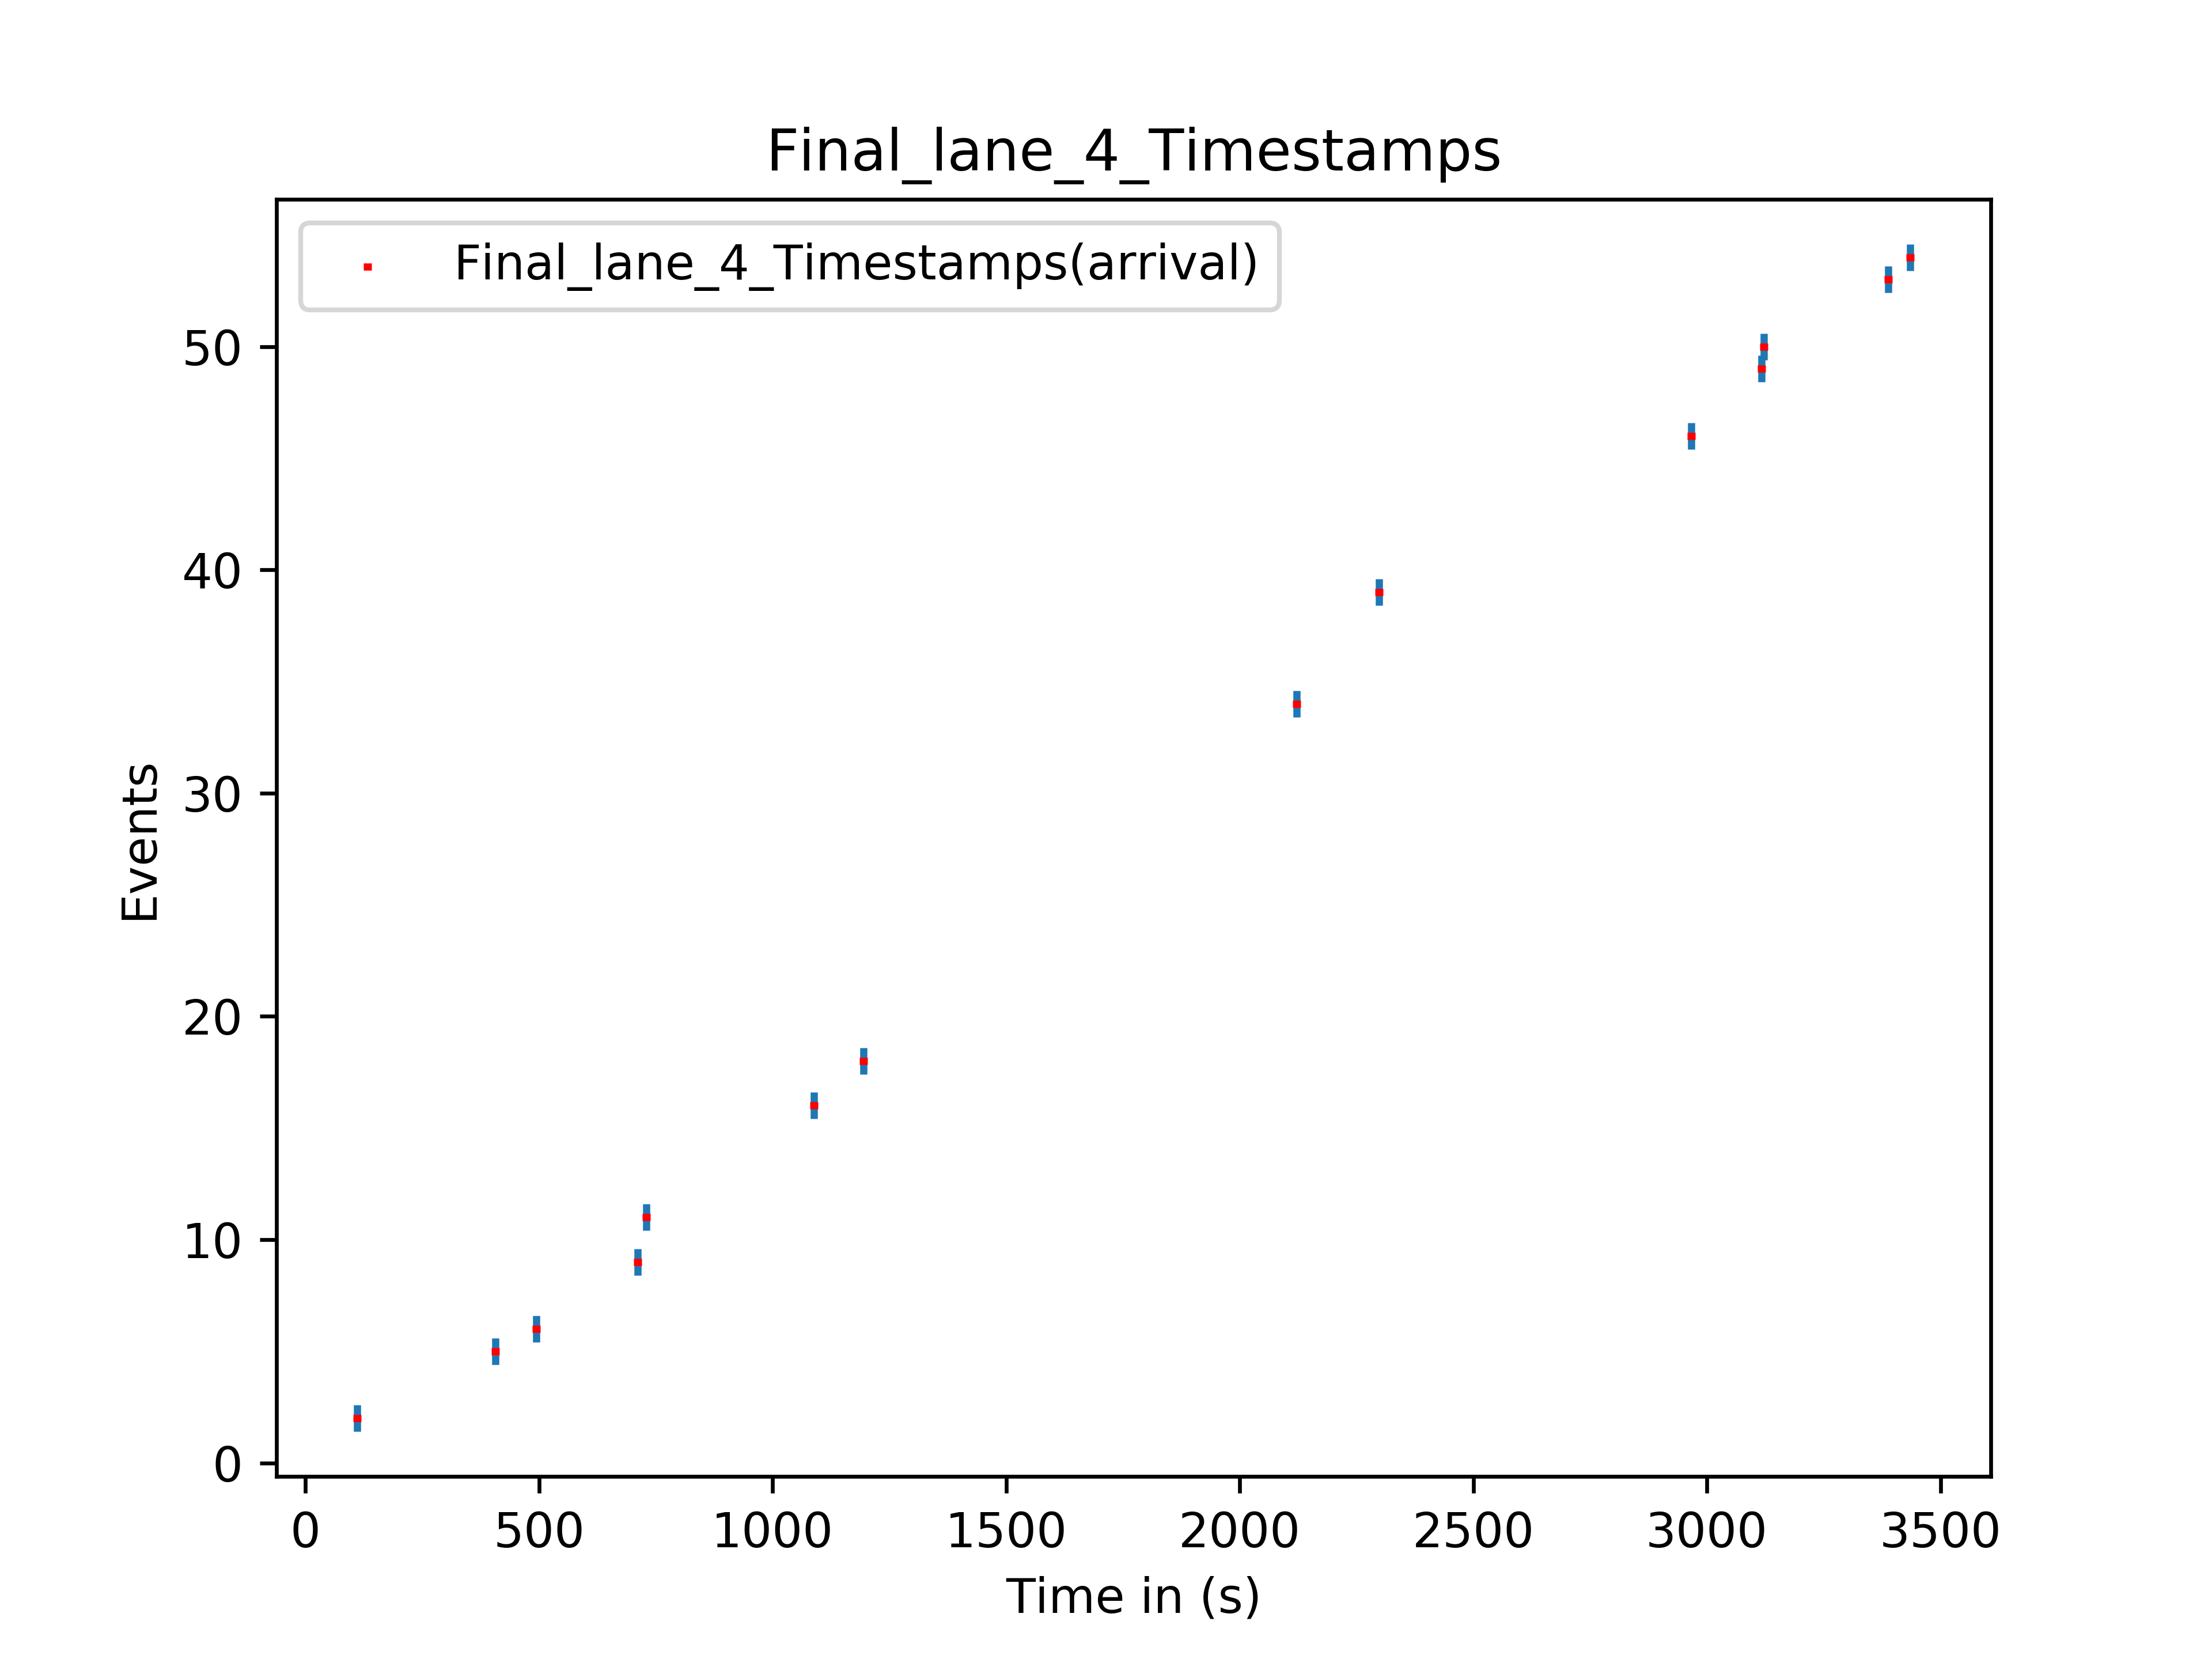 Final_lane_4_Timestamps
Final_lane_4_Timestamps(arrival)
50
40
30
20
10
0
Events
0 500 1000 1500 2000 2500 3000 3500
Time in (s)